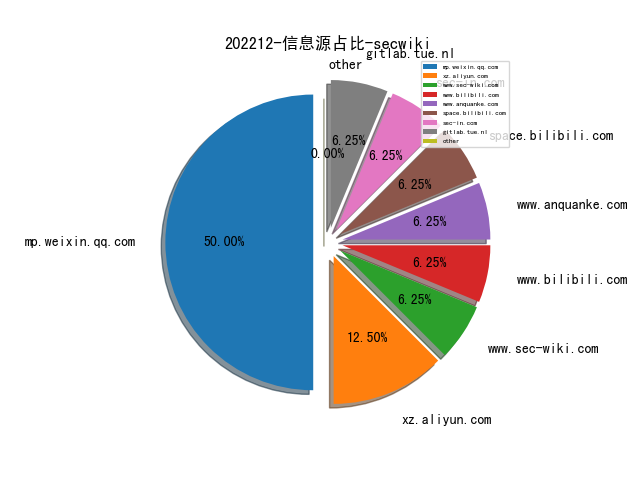 202212-信息源占比-secwiki
gitlab.tue.nl
other
mp.weixin.qq.com
xz.aliyun.com
www.sec-wiki.com
www.bilibili.com
www.anquanke.com
space.bilibili.com
sec-in.com
gitlab.tue.nl
other
sec-in.com
space.bilibili.com
www.anquanke.com
www.bilibili.com
www.sec-wiki.com
xz.aliyun.com
mp.weixin.qq.com
50.00%
12.50%
6.25%
6.25%
6.25%
6.25%
6.25%
6.25%
0.00%